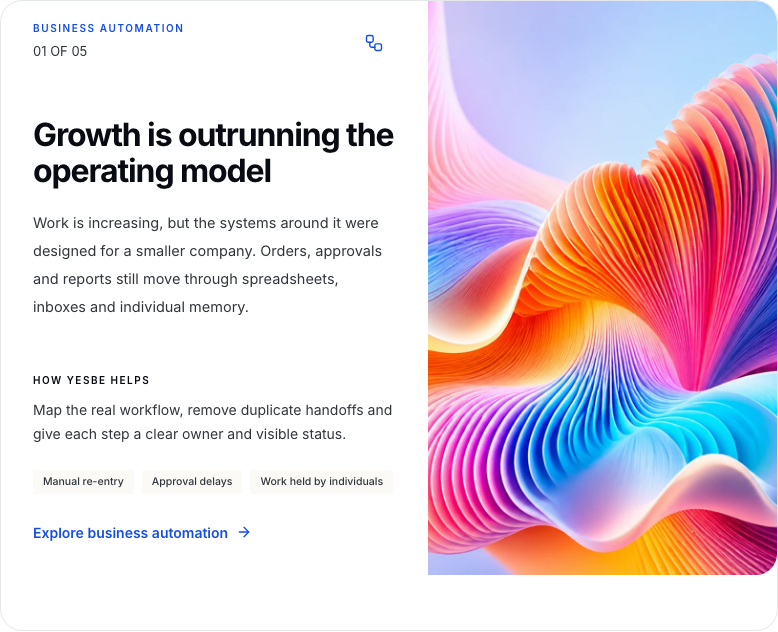 BUSINESS AUTOMATION
01 OF 05
Growth is outrunning the
operating model
Work is increasing, but the systems around it were
designed for a smaller company. Orders, approvals
and reports still move through spreadsheets,
inboxes and individual memory.
HOW YESBE HELPS
Map the real workflow, remove duplicate handoffs and
give each step a clear owner and visible status.
Manual re-entry Approval delays Work held by individuals
Explore business automation →